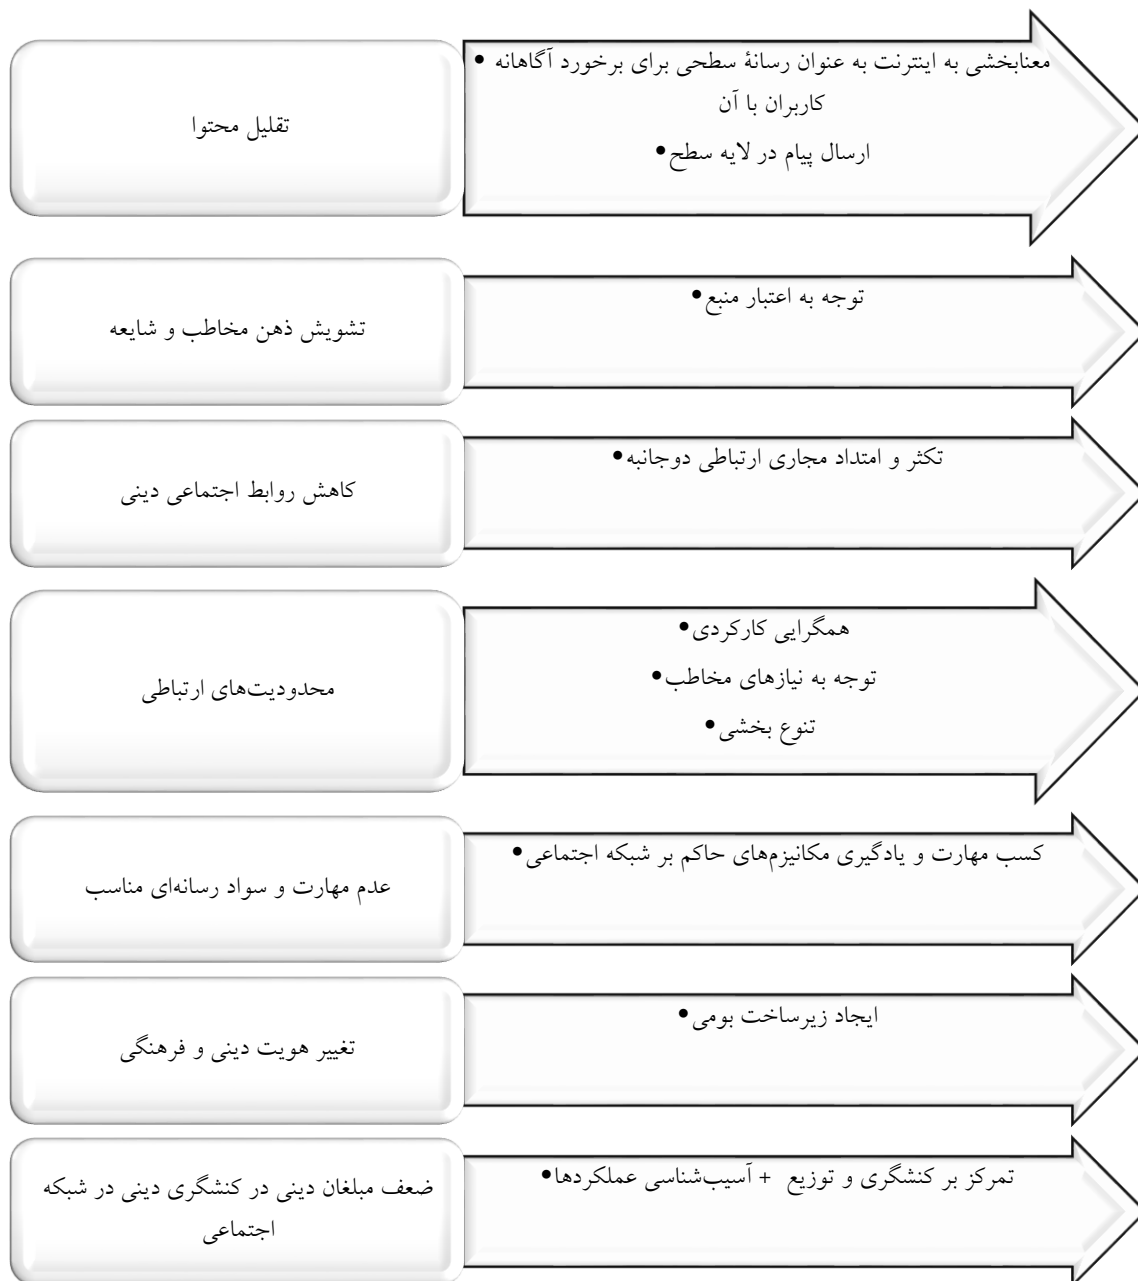 تقلیل محتوا
• معنابخشی به اینترنت به عنوان رسانهٔ سطحی برای برخورد آگاهانه
کاربران با آن
• ارسال پیام در لایه سطح
تشویش ذهن مخاطب و شایعه
• توجه به اعتبار منبع
کاهش روابط اجتماعی دینی
• تکثر و امتداد مجاری ارتباطی دوجانبه
محدودیت‌های ارتباطی
• همگرایی کارکردی
• توجه به نیازهای مخاطب
• تنوع بخشی
عدم مهارت و سواد رسانه‌ای مناسب
• کسب مهارت و یادگیری مکانیزم‌های حاکم بر شبکه اجتماعی
تغییر هویت دینی و فرهنگی
• ایجاد زیرساخت بومی
ضعف مبلغان دینی در کنشگری دینی در شبکه
اجتماعی
• تمرکز بر کنشگری و توزیع + آسیب‌شناسی عملکردها